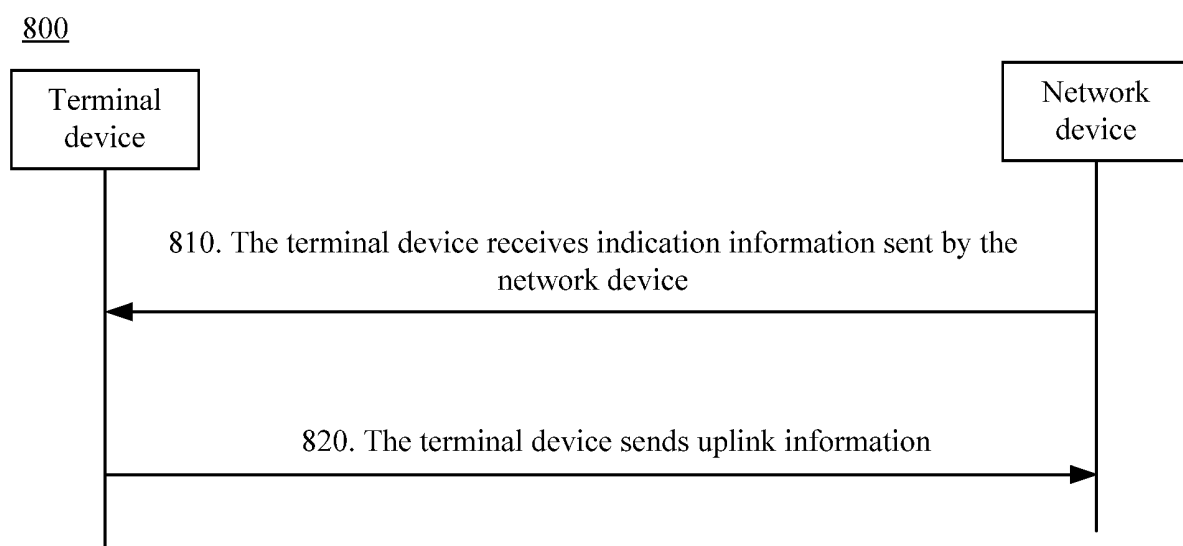 800
Terminal
device
Network
device
810. The terminal device receives indication information sent by the
network device
820. The terminal device sends uplink information